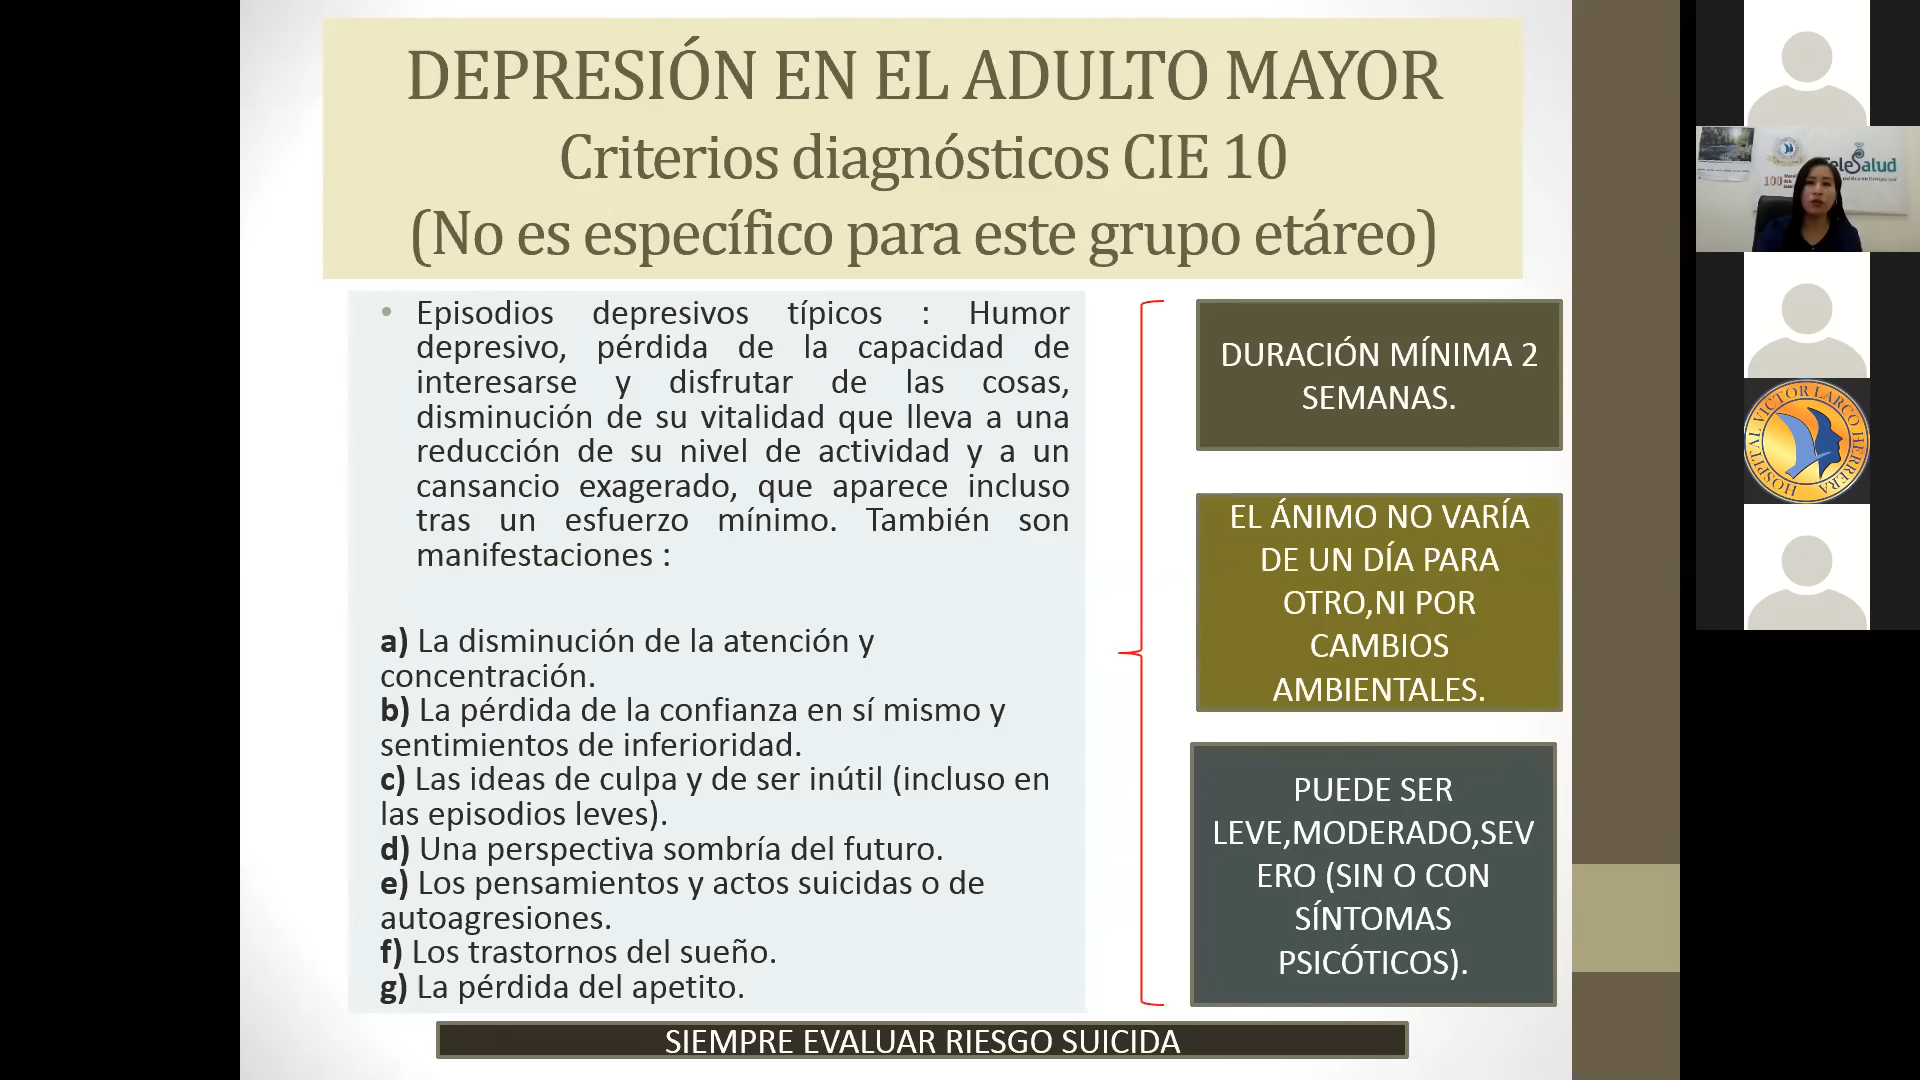 DEPRESIÓN EN EL ADULTO MAYOR
Criterios diagnósticos CIE 10
(No es específico para este grupo etáreo)
• Episodios depresivos típicos : Humor
depresivo, pérdida de la capacidad de
interesarse y disfrutar de las cosas,
disminución de su vitalidad que lleva a una
reducción de su nivel de actividad y a un
cansancio exagerado, que aparece incluso
tras un esfuerzo mínimo. También son
manifestaciones :
a) La disminución de la atención y
concentración.
b) La pérdida de la confianza en sí mismo y
sentimientos de inferioridad.
c) Las ideas de culpa y de ser inútil (incluso en
las episodios leves).
d) Una perspectiva sombría del futuro.
e) Los pensamientos y actos suicidas o de
autoagresiones.
f) Los trastornos del sueño.
g) La pérdida del apetito.
DURACIÓN MÍNIMA 2
SEMANAS.
EL ÁNIMO NO VARÍA
DE UN DÍA PARA
OTRO,NI POR
CAMBIOS
AMBIENTALES.
PUEDE SER
LEVE,MODERADO,SEV
ERO (SIN O CON
SÍNTOMAS
PSICÓTICOS).
SIEMPRE EVALUAR RIESGO SUICIDA
TeleSalud
100
HOSPITAL VICTOR LARCO HERRERA